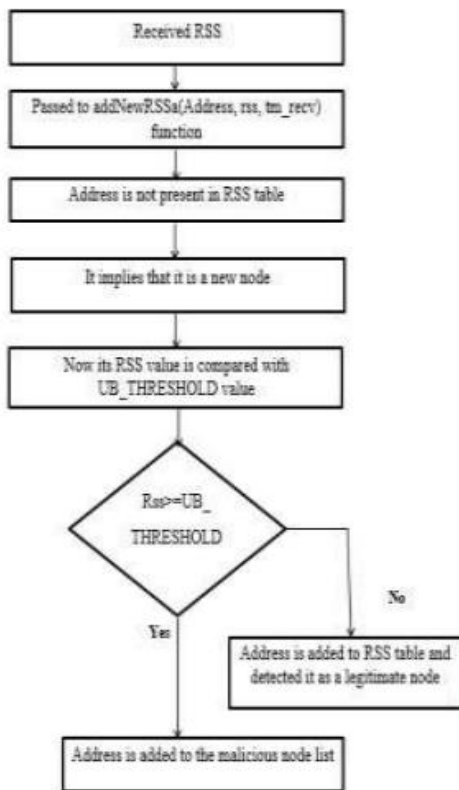 Received RSS
Passed to addNewRSSa(Address, rss, tm_recv)
function
Address is not present in RSS table
It implies that it is a new node
Now its RSS value is compared with
UB_THRESHOLD value
Rss>=UB_
THRESHOLD
No
Yes
Address is added to RSS table and
detected it as a legitimate node
Address is added to the malicious node list